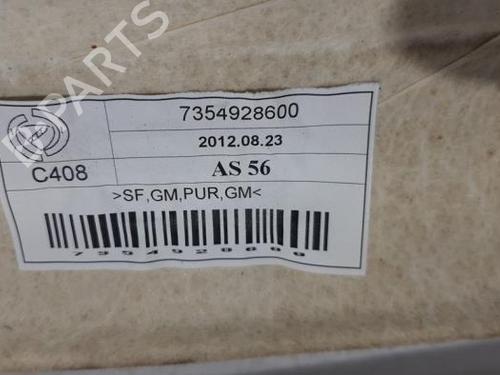 PARTS
7354928600
2012.08.23
C408
AS 56
>SF,GM,PUR,GM<
7354928600